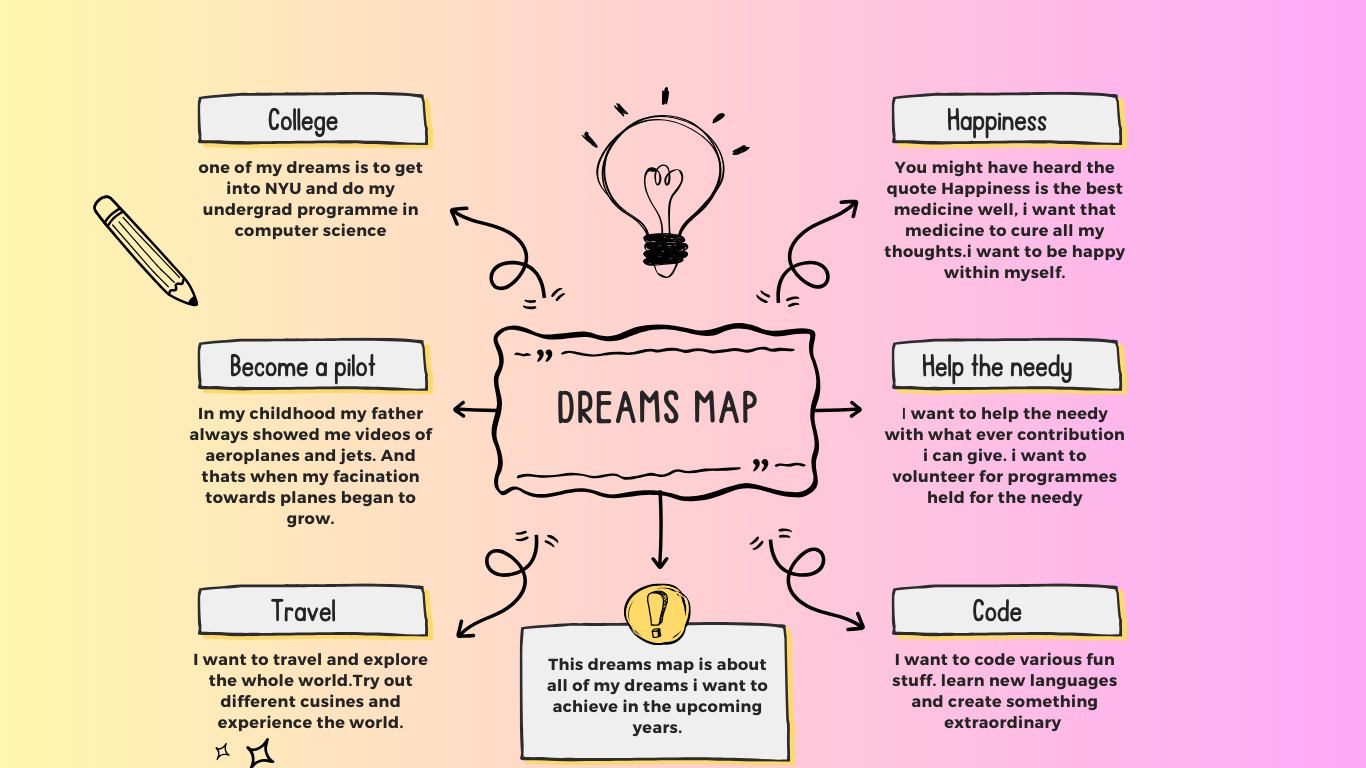 College
one of my dreams is to get
into NYU and do my
undergrad programme in
computer science
Happiness
You might have heard the
quote Happiness is the best
medicine well, i want that
medicine to cure all my
thoughts.i want to be happy
within myself.
Become a pilot
In my childhood my father
always showed me videos of
aeroplanes and jets. And
thats when my facination
towards planes began to
grow.
DREAMS MAP
Help the needy
I want to help the needy
with what ever contribution
i can give. i want to
volunteer for programmes
held for the needy
Travel
I want to travel and explore
the whole world.Try out
different cusines and
experience the world.
This dreams map is about
all of my dreams i want to
achieve in the upcoming
years.
Code
I want to code various fun
stuff. learn new languages
and create something
extraordinary